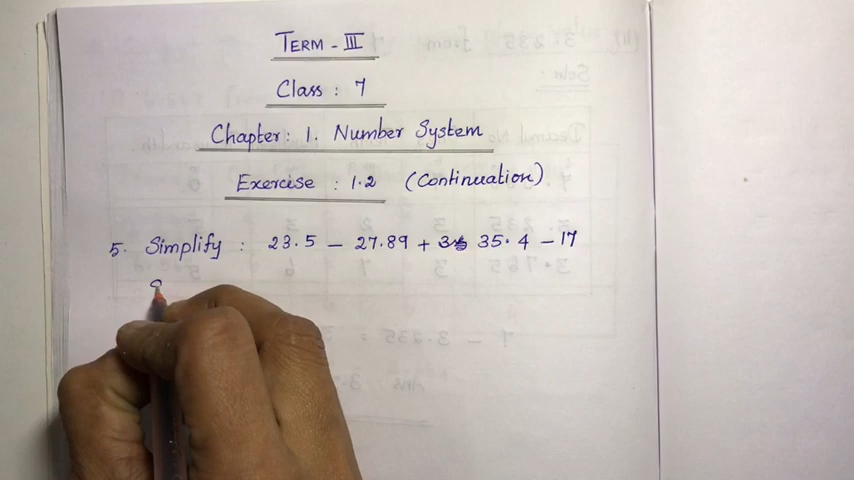 TERM - III
Class : 7
Chapter : 1. Number System
Exercise : 1.2 (Continuation)
5. Simplify : 23.5 - 27.89 + 35.4 - 17